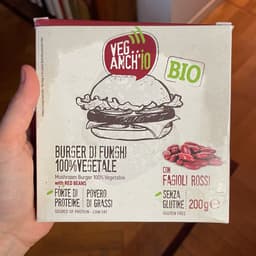 VEG
ARCH'IO
BIO
BURGER DI FUNGHI
100% VEGETALE
Mushroom Burger 100% Vegetable
with RED BEANS
CON
FAGIOLI ROSSI
FONTE DI
PROTEINE
POVERO
DI GRASSI
SOURCE OF PROTEIN - LOW FAT
SENZA
GLUTINE
GLUTEN FREE
200g e